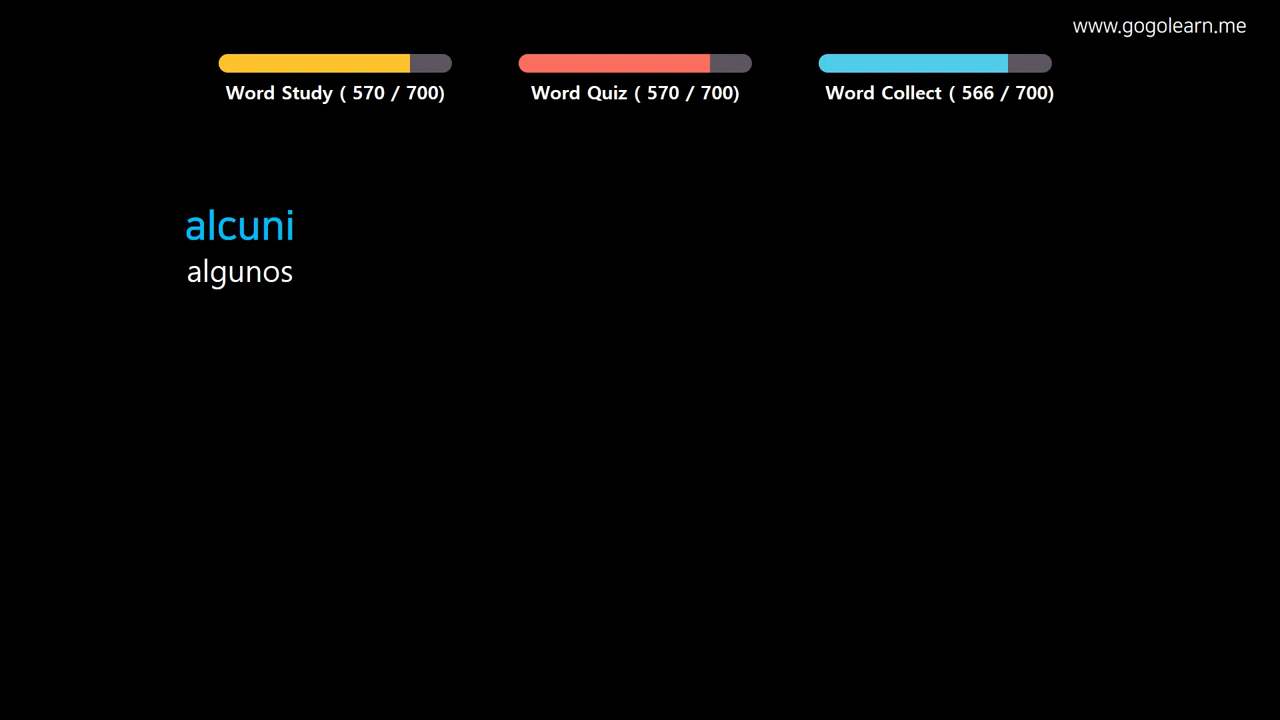 www.gogolearn.me
Word Study ( 570 / 700)
Word Quiz ( 570 / 700)
Word Collect ( 566 / 700)
alcuni
algunos